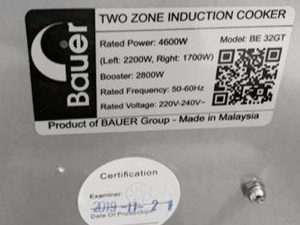 Bauer
TWO ZONE INDUCTION COOKER
Rated Power: 4600W Model: BE 32GT
(Left: 2200W, Right: 1700W)
Booster: 2800W
Rated Frequency: 50-60Hz
Rated Voltage: 220V-240V~
Product of BAUER Group - Made in Malaysia
Certification
Examiner:
2019-11-21
Date Of Production